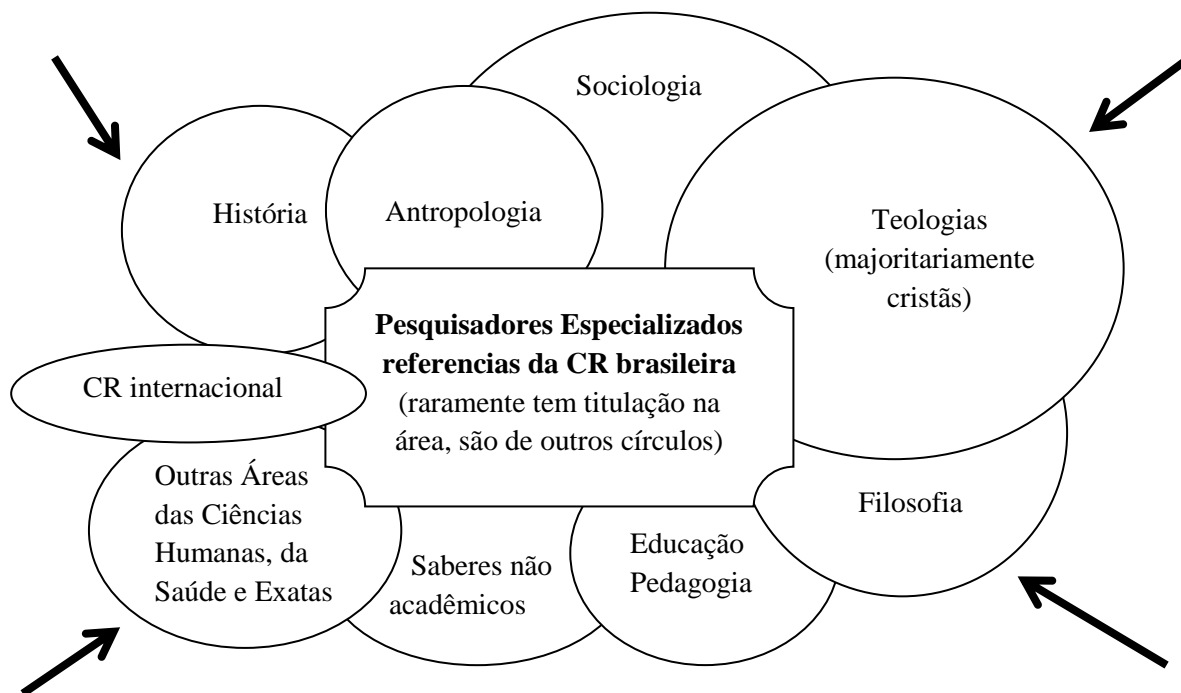 Sociologia
História
Antropologia
Teologias
(majoritariamente
cristãs)
Pesquisadores Especializados
referencias da CR brasileira
(raramente tem titulação na
área, são de outros círculos)
CR internacional
Outras Áreas
das Ciências
Humanas, da
Saúde e Exatas
Saberes não
acadêmicos
Educação
Pedagogia
Filosofia